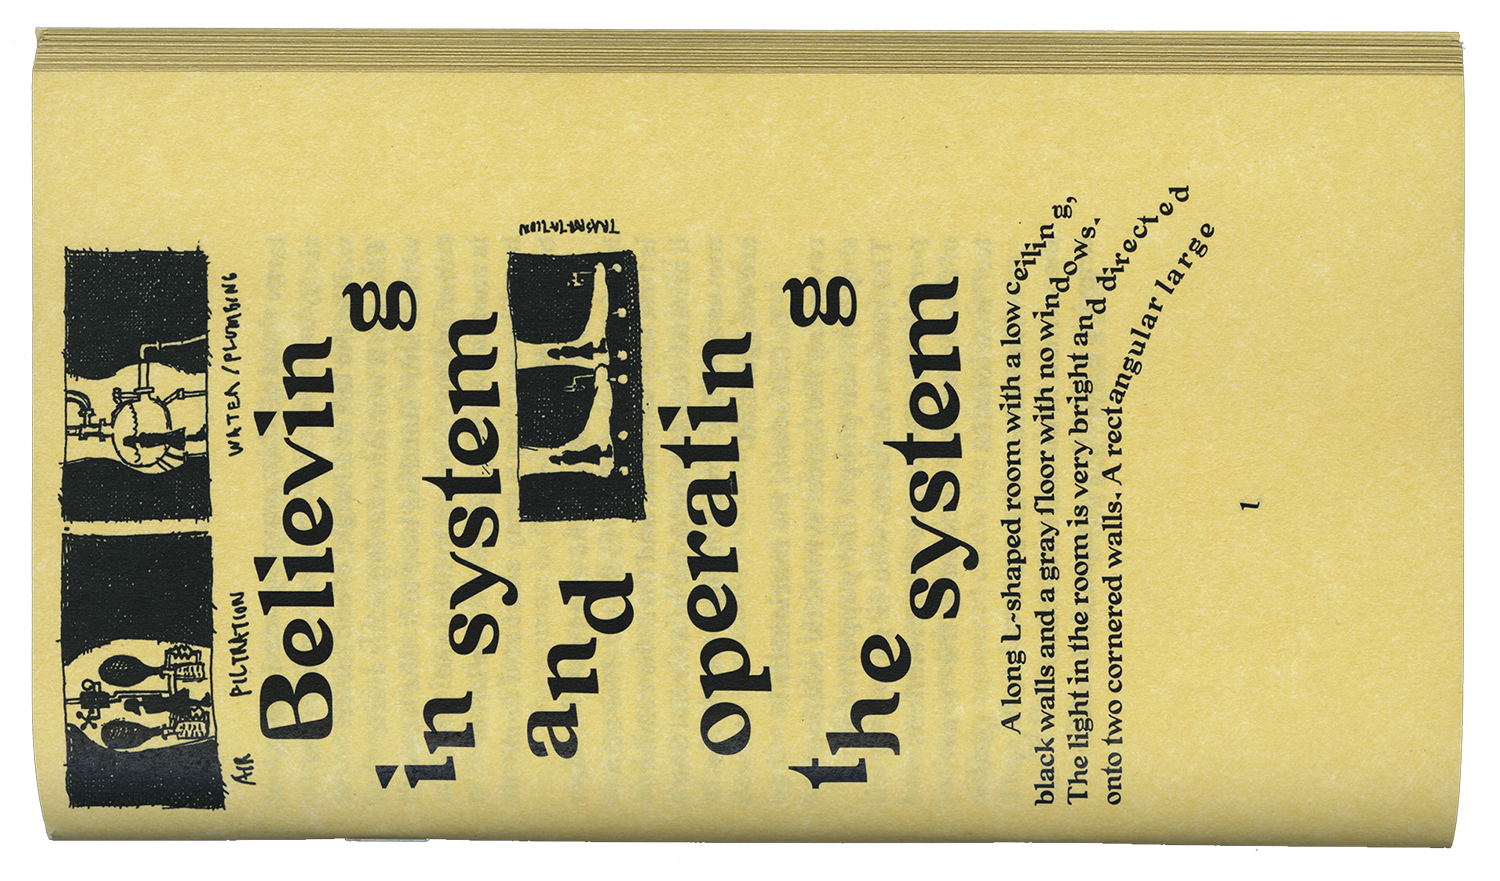 AIR FILTRATION
WATER/PLUMBING
Believing
in system
TRASPORTATION
and
operating
the system
A long L-shaped room with a low ceiling,
black walls and a gray floor with no windows.
The light in the room is very bright and directed
onto two cornered walls. A rectangular large
1